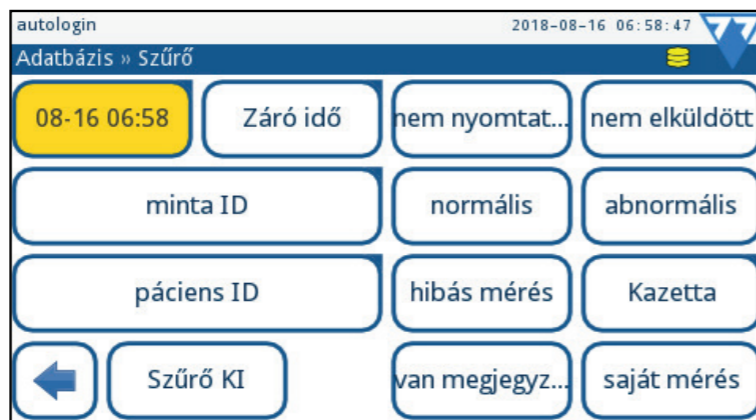 autologin 2018-08-16 06:58:47
Adatbázis » Szűrő
08-16 06:58 Záró idő nem nyomtat... nem elküldött
minta ID normális abnormális
páciens ID hibás mérés Kazetta
Szűrő KI van megjegyz... saját mérés